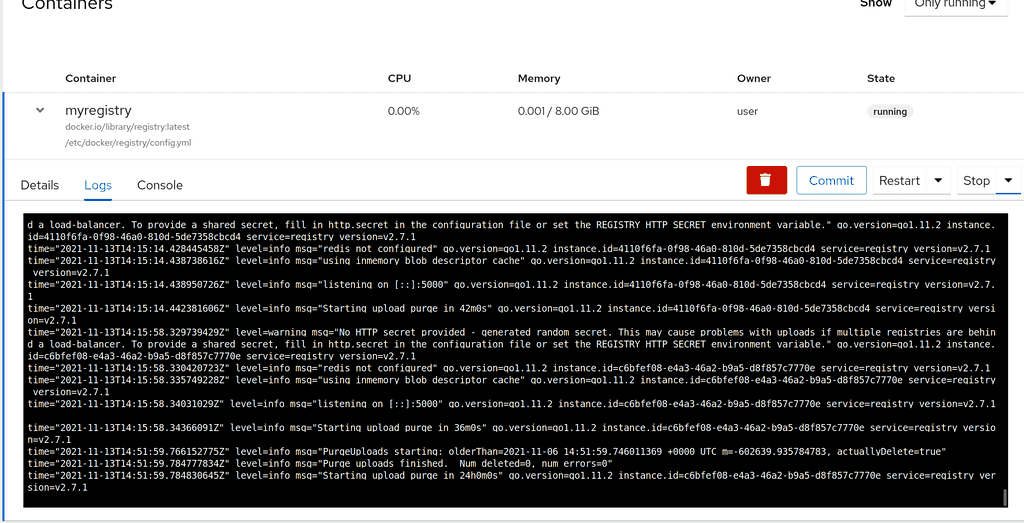 Containers
Show
Only running
Container CPU Memory Owner State
myregistry 0.00% 0.001 / 8.00 GiB user running
docker.io/library/registry:latest
/etc/docker/registry/config.yml
Details Logs Console Commit Restart Stop
d a load-balancer. To provide a shared secret, fill in http.secret in the configuration file or set the REGISTRY HTTP SECRET environment variable." go.version=go1.11.2 instance.
id=4110f6fa-0f98-46a0-810d-5de7358cbcd4 service=registry version=v2.7.1
time="2021-11-13T14:15:14.428445458Z" level=info msg="redis not configured" go.version=go1.11.2 instance.id=4110f6fa-0f98-46a0-810d-5de7358cbcd4 service=registry version=v2.7.1
time="2021-11-13T14:15:14.438738616Z" level=info msg="using inmemory blob descriptor cache" go.version=go1.11.2 instance.id=4110f6fa-0f98-46a0-810d-5de7358cbcd4 service=registry
version=v2.7.1
time="2021-11-13T14:15:14.438950726Z" level=info msg="listening on [::]:5000" go.version=go1.11.2 instance.id=4110f6fa-0f98-46a0-810d-5de7358cbcd4 service=registry version=v2.7.
1
time="2021-11-13T14:15:14.442381606Z" level=info msg="Starting upload purge in 42m0s" go.version=go1.11.2 instance.id=4110f6fa-0f98-46a0-810d-5de7358cbcd4 service=registry versi
on=v2.7.1
time="2021-11-13T14:15:58.329739429Z" level=warning msg="No HTTP secret provided - generated random secret. This may cause problems with uploads if multiple registries are behin
d a load-balancer. To provide a shared secret, fill in http.secret in the configuration file or set the REGISTRY HTTP SECRET environment variable." go.version=go1.11.2 instance.
id=c6bfef08-e4a3-46a2-b9a5-d8f857c7770e service=registry version=v2.7.1
time="2021-11-13T14:15:58.330420723Z" level=info msg="redis not configured" go.version=go1.11.2 instance.id=c6bfef08-e4a3-46a2-b9a5-d8f857c7770e service=registry version=v2.7.1
time="2021-11-13T14:15:58.335749228Z" level=info msg="using inmemory blob descriptor cache" go.version=go1.11.2 instance.id=c6bfef08-e4a3-46a2-b9a5-d8f857c7770e service=registry
version=v2.7.1
time="2021-11-13T14:15:58.34031029Z" level=info msg="listening on [::]:5000" go.version=go1.11.2 instance.id=c6bfef08-e4a3-46a2-b9a5-d8f857c7770e service=registry version=v2.7.1
time="2021-11-13T14:15:58.34366091Z" level=info msg="Starting upload purge in 36m0s" go.version=go1.11.2 instance.id=c6bfef08-e4a3-46a2-b9a5-d8f857c7770e service=registry versio
n=v2.7.1
time="2021-11-13T14:51:59.766152775Z" level=info msg="PurgeUploads starting: olderThan=2021-11-06 14:51:59.746011369 +0000 UTC m=-602639.935784783, actuallyDelete=true"
time="2021-11-13T14:51:59.784777834Z" level=info msg="Purge uploads finished.  Num deleted=0, num errors=0"
time="2021-11-13T14:51:59.784830645Z" level=info msg="Starting upload purge in 24h0m0s" go.version=go1.11.2 instance.id=c6bfef08-e4a3-46a2-b9a5-d8f857c7770e service=registry ver
sion=v2.7.1